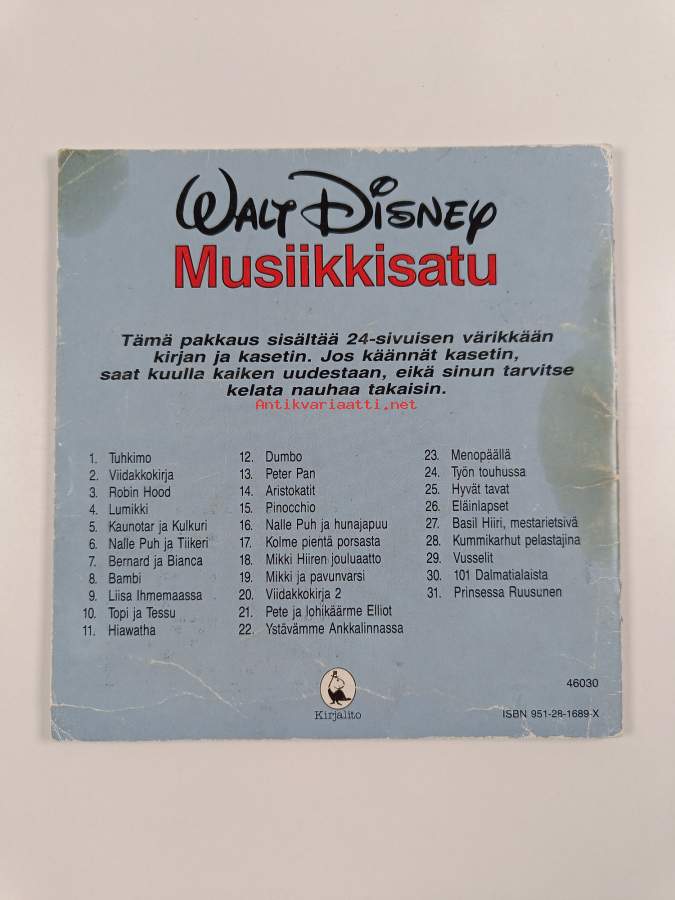 WALT DISNEY
Musiikkisatu
Tämä pakkaus sisältää 24-sivuisen värikkään
kirjan ja kasetin. Jos käännät kasetin,
saat kuulla kaiken uudestaan, eikä sinun tarvitse
kelata nauhaa takaisin.
Antikvariaatti.net
1. Tuhkimo
2. Viidakkokirja
3. Robin Hood
4. Lumikki
5. Kaunotar ja Kulkuri
6. Nalle Puh ja Tiikeri
7. Bernard ja Bianca
8. Bambi
9. Liisa Ihmemaassa
10. Topi ja Tessu
11. Hiawatha
12. Dumbo
13. Peter Pan
14. Aristokatit
15. Pinocchio
16. Nalle Puh ja hunajapuu
17. Kolme pientä porsasta
18. Mikki Hiiren jouluaatto
19. Mikki ja pavunvarsi
20. Viidakkokirja 2
21. Pete ja lohikäärme Elliot
22. Ystävämme Ankkalinnassa
23. Menopäällä
24. Työn touhussa
25. Hyvät tavat
26. Eläinlapset
27. Basil Hiiri, mestarietsivä
28. Kummikarhut pelastajina
29. Vusselit
30. 101 Dalmatialaista
31. Prinsessa Ruusunen
Kirjalito
46030
ISBN 951-28-1689-X